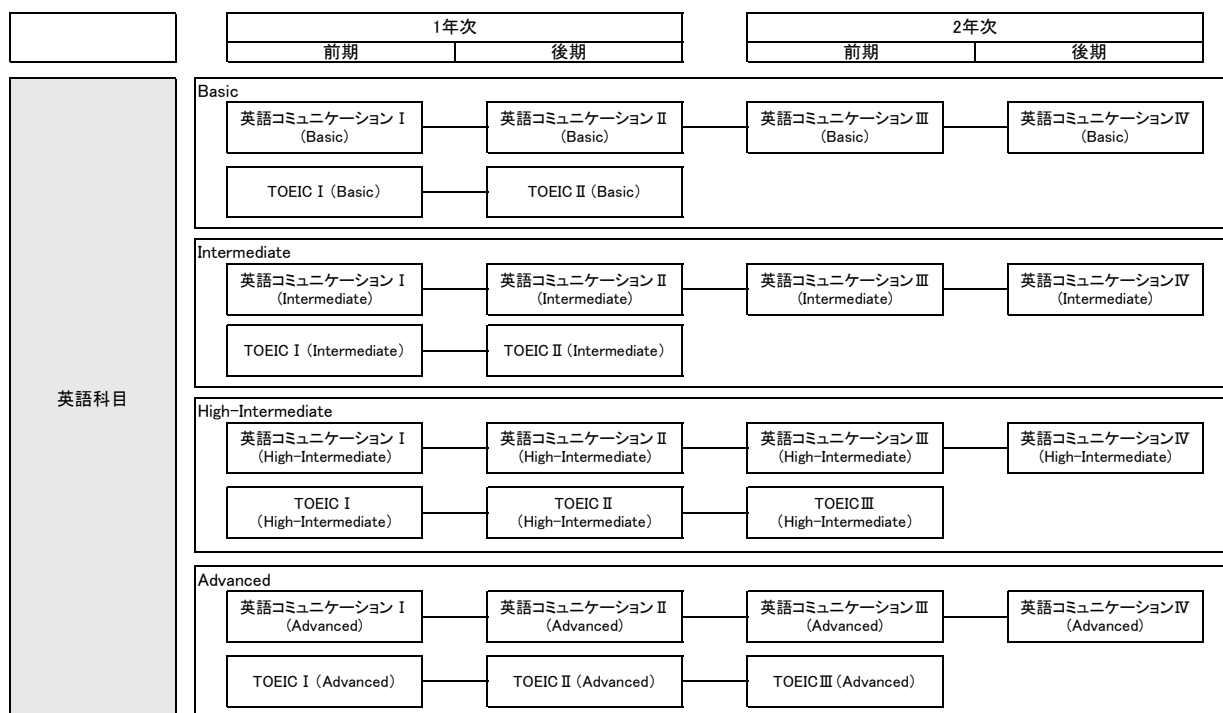 1年次
2年次
前期
後期
前期
後期
英語科目
Basic
英語コミュニケーションⅠ
(Basic)
英語コミュニケーションⅡ
(Basic)
英語コミュニケーションⅢ
(Basic)
英語コミュニケーションⅣ
(Basic)
TOEICⅠ(Basic)
TOEICⅡ(Basic)
Intermediate
英語コミュニケーションⅠ
(Intermediate)
英語コミュニケーションⅡ
(Intermediate)
英語コミュニケーションⅢ
(Intermediate)
英語コミュニケーションⅣ
(Intermediate)
TOEICⅠ(Intermediate)
TOEICⅡ(Intermediate)
High-Intermediate
英語コミュニケーションⅠ
(High-Intermediate)
英語コミュニケーションⅡ
(High-Intermediate)
英語コミュニケーションⅢ
(High-Intermediate)
英語コミュニケーションⅣ
(High-Intermediate)
TOEICⅠ
(High-Intermediate)
TOEICⅡ
(High-Intermediate)
TOEICⅢ
(High-Intermediate)
Advanced
英語コミュニケーションⅠ
(Advanced)
英語コミュニケーションⅡ
(Advanced)
英語コミュニケーションⅢ
(Advanced)
英語コミュニケーションⅣ
(Advanced)
TOEICⅠ(Advanced)
TOEICⅡ(Advanced)
TOEICⅢ(Advanced)